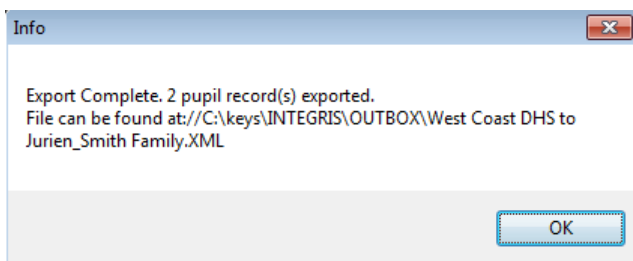 Info
Export Complete. 2 pupil record(s) exported.
File can be found at://C:\keys\INTEGRIS\OUTBOX\West Coast DHS to
Jurien_Smith Family.XML
OK